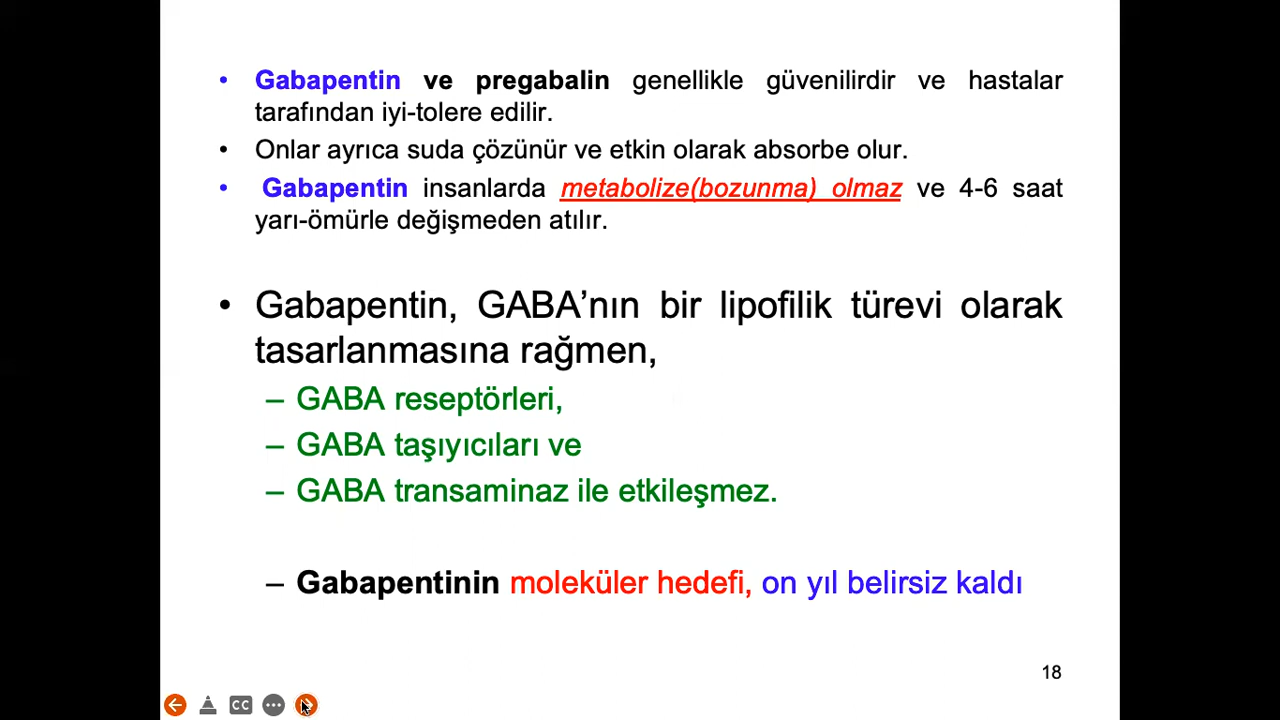 • Gabapentin ve pregabalin genellikle güvenilirdir ve hastalar
tarafından iyi-tolere edilir.
• Onlar ayrıca suda çözünür ve etkin olarak absorbe olur.
• Gabapentin insanlarda metabolize(bozunma) olmaz ve 4-6 saat
yarı-ömürle değişmeden atılır.
• Gabapentin, GABA’nın bir lipofilik türevi olarak
tasarlanmasına rağmen,
– GABA reseptörleri,
– GABA taşıyıcıları ve
– GABA transaminaz ile etkileşmez.
– Gabapentinin moleküler hedefi, on yıl belirsiz kaldı
18
CC